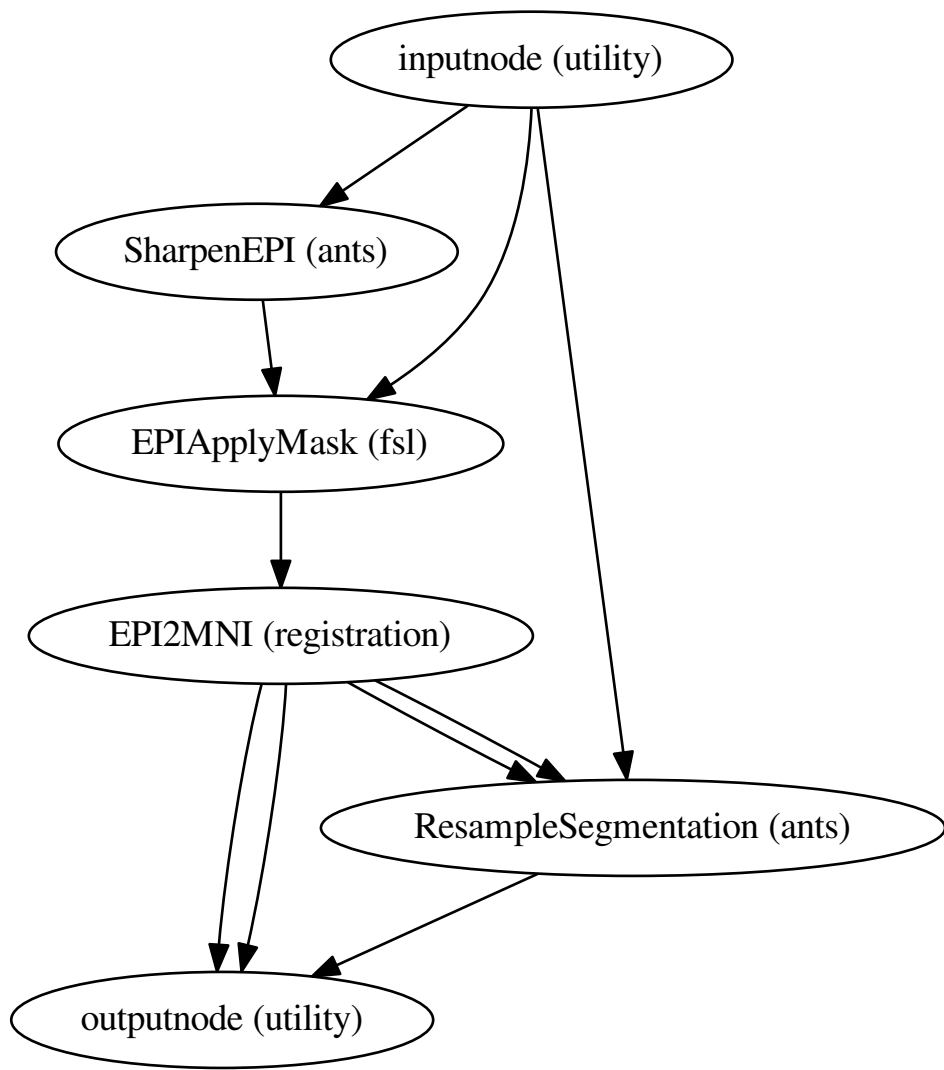 inputnode (utility)
SharpenEPI (ants)
EPIApplyMask (fsl)
EPI2MNI (registration)
ResampleSegmentation (ants)
outputnode (utility)